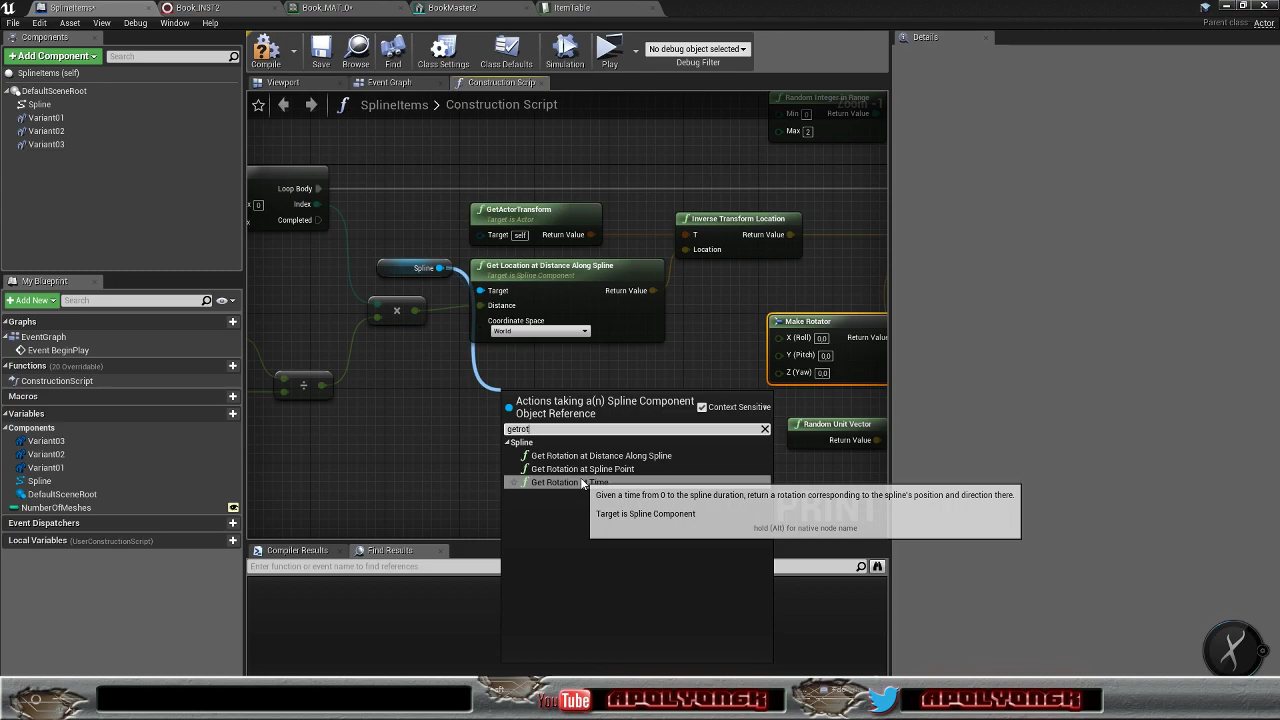 SplineItems*
Book.INST2
Book.MAT.0*
BookMaster2
ItemTable
File Edit Asset View Debug Window Help
Parent class: Actor
Components
Add Component
Search
SplineItems (self)
DefaultSceneRoot
Spline
Variant01
Variant02
Variant03
Compile
Save
Browse
Find
Class Settings
Class Defaults
Simulation
Play
No debug object selected
Debug Filter
Details
Viewport
Event Graph
Construction Scrip
SplineItems > Construction Script
Zoom -1
Random Integer in Range
Min 0 Return Value
Max 2
Loop Body
x 0 Index
x Completed
GetActorTransform
Target is Actor
Target self Return Value
Inverse Transform Location
T Return Value
Location
Spline
Get Location at Distance Along Spline
Target is Spline Component
Target Return Value
Distance
Coordinate Space
World
Make Rotator
X (Roll) 0,0 Return Value
Y (Pitch) 0,0
Z (Yaw) 0,0
Random Unit Vector
Return Value
Actions taking a(n) Spline Component
Object Reference
Context Sensitive
getrot
Spline
Get Rotation at Distance Along Spline
Get Rotation at Spline Point
Get Rotation at Time
Given a time from 0 to the spline duration, return a rotation corresponding to the spline's position and direction there.
Target is Spline Component
hold (Alt) for native node name
My Blueprint
Add New
Search
Graphs
EventGraph
Event BeginPlay
Functions (20 Overridable)
ConstructionScript
Macros
Variables
Components
Variant03
Variant02
Variant01
Spline
DefaultSceneRoot
NumberOfMeshes
Event Dispatchers
Local Variables (UserConstructionScript)
Compiler Results
Find Results
Enter function or event name to find references.
YouTube
APOLYONGK
APOLYONGK